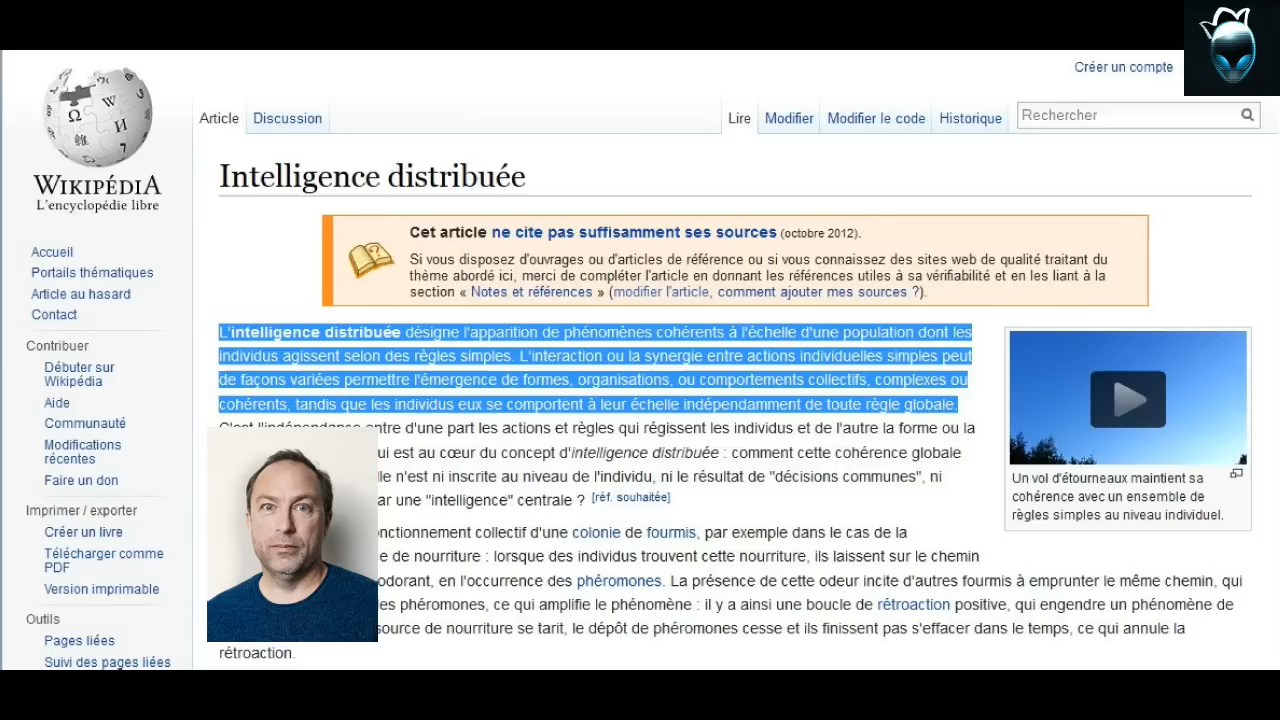 Créer un compte
Article
Discussion
Lire
Modifier
Modifier le code
Historique
Rechercher
WIKIPÉDIA
L'encyclopédie libre
Accueil
Portails thématiques
Article au hasard
Contact
Contribuer
Débuter sur
Wikipédia
Aide
Communauté
Modifications
récentes
Faire un don
Imprimer / exporter
Créer un livre
Télécharger comme
PDF
Version imprimable
Outils
Pages liées
Suivi des pages liées
Intelligence distribuée
Cet article ne cite pas suffisamment ses sources (octobre 2012).
Si vous disposez d'ouvrages ou d'articles de référence ou si vous connaissez des sites web de qualité traitant du
thème abordé ici, merci de compléter l'article en donnant les références utiles à sa vérifiabilité et en les liant à la
section « Notes et références » (modifier l'article, comment ajouter mes sources ?).
L'intelligence distribuée désigne l'apparition de phénomènes cohérents à l'échelle d'une population dont les
individus agissent selon des règles simples. L'interaction ou la synergie entre actions individuelles simples peut
de façons variées permettre l'émergence de formes, organisations, ou comportements collectifs, complexes ou
cohérents, tandis que les individus eux se comportent à leur échelle indépendamment de toute règle globale.
C'est l'indépendance entre d'une part les actions et règles qui régissent les individus et de l'autre la forme ou la
ui est au cœur du concept d'intelligence distribuée : comment cette cohérence globale
lle n'est ni inscrite au niveau de l'individu, ni le résultat de "décisions communes", ni
ar une "intelligence" centrale ? [réf. souhaitée]
onctionnement collectif d'une colonie de fourmis, par exemple dans le cas de la
e de nourriture : lorsque des individus trouvent cette nourriture, ils laissent sur le chemin
odorant, en l'occurrence des phéromones. La présence de cette odeur incite d'autres fourmis à emprunter le même chemin, qui
es phéromones, ce qui amplifie le phénomène : il y a ainsi une boucle de rétroaction positive, qui engendre un phénomène de
source de nourriture se tarit, le dépôt de phéromones cesse et ils finissent pas s'effacer dans le temps, ce qui annule la
rétroaction.
Un vol d'étourneaux maintient sa
cohérence avec un ensemble de
règles simples au niveau individuel.